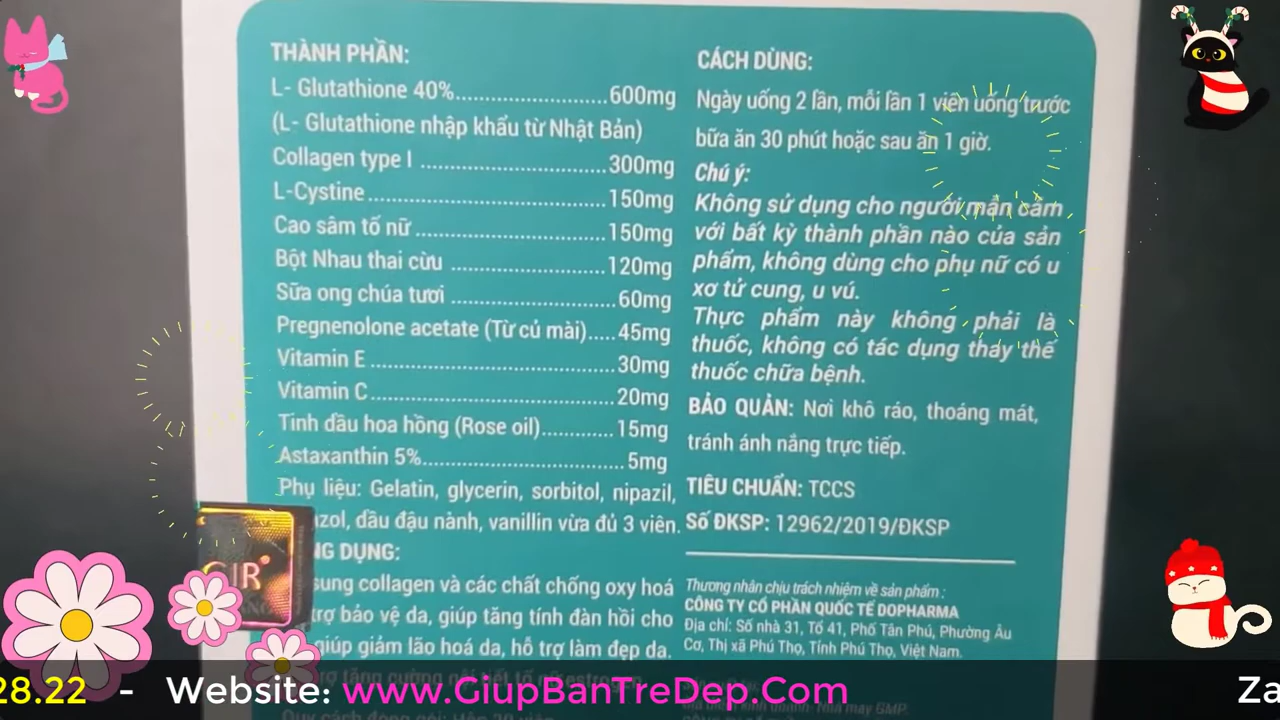 THÀNH PHẦN:
L- Glutathione 40%............................600mg
(L- Glutathione nhập khẩu từ Nhật Bản)
Collagen type I ..................................300mg
L-Cystine...........................................150mg
Cao sâm tố nữ ...................................150mg
Bột Nhau thai cừu .............................120mg
Sữa ong chúa tươi ..............................60mg
Pregnenolone acetate (Từ củ mài).....45mg
Vitamin E............................................30mg
Vitamin C............................................20mg
Tinh dầu hoa hồng (Rose oil).............15mg
Astaxanthin 5%.....................................5mg
Phụ liệu: Gelatin, glycerin, sorbitol, nipazil,
dầu đậu nành, vanillin vừa đủ 3 viên.
DỤNG:
collagen và các chất chống oxy hoá
bảo vệ da, giúp tăng tính đàn hồi cho
giúp giảm lão hoá da, hỗ trợ làm đẹp da.
CÁCH DÙNG:
Ngày uống 2 lần, mỗi lần 1 viên uống trước
bữa ăn 30 phút hoặc sau ăn 1 giờ.
Chú ý:
Không sử dụng cho người mẫn cảm
với bất kỳ thành phần nào của sản
phẩm, không dùng cho phụ nữ có u
xơ tử cung, u vú.
Thực phẩm này không phải là
thuốc, không có tác dụng thay thế
thuốc chữa bệnh.
BẢO QUẢN: Nơi khô ráo, thoáng mát,
tránh ánh nắng trực tiếp.
TIÊU CHUẨN: TCCS
Số ĐKSP: 12962/2019/ĐKSP
Thương nhân chịu trách nhiệm về sản phẩm :
CÔNG TY CỔ PHẦN QUỐC TẾ DOPHARMA
Địa chỉ: Số nhà 31, Tổ 41, Phố Tân Phú, Phường Âu
Cơ, Thị xã Phú Thọ, Tỉnh Phú Thọ, Việt Nam.
28.22 - Website: www.GiupBanTreDep.Com Za